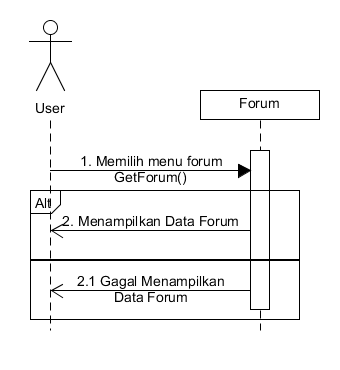 User
Forum
1. Memilih menu forum
GetForum()
Alt
2. Menampilkan Data Forum
2.1 Gagal Menampilkan
Data Forum